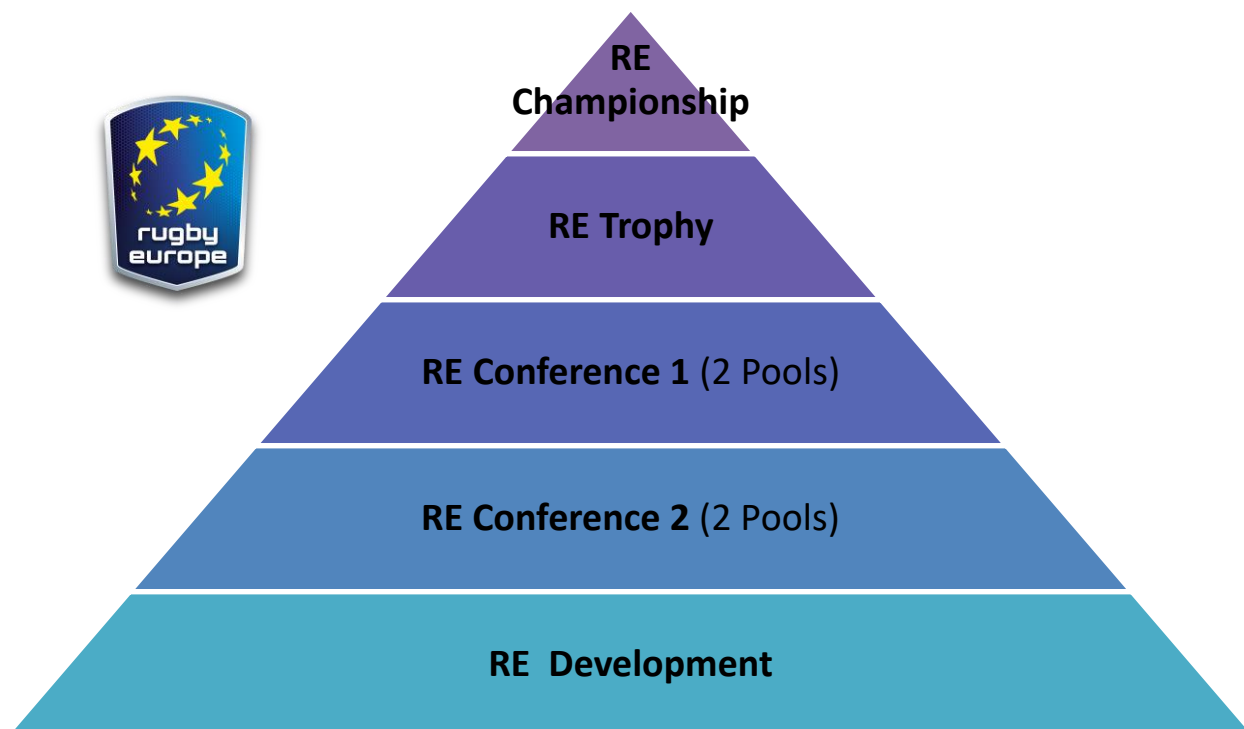 RE
Championship
rugby
europe
RE Trophy
RE Conference 1 (2 Pools)
RE Conference 2 (2 Pools)
RE Development